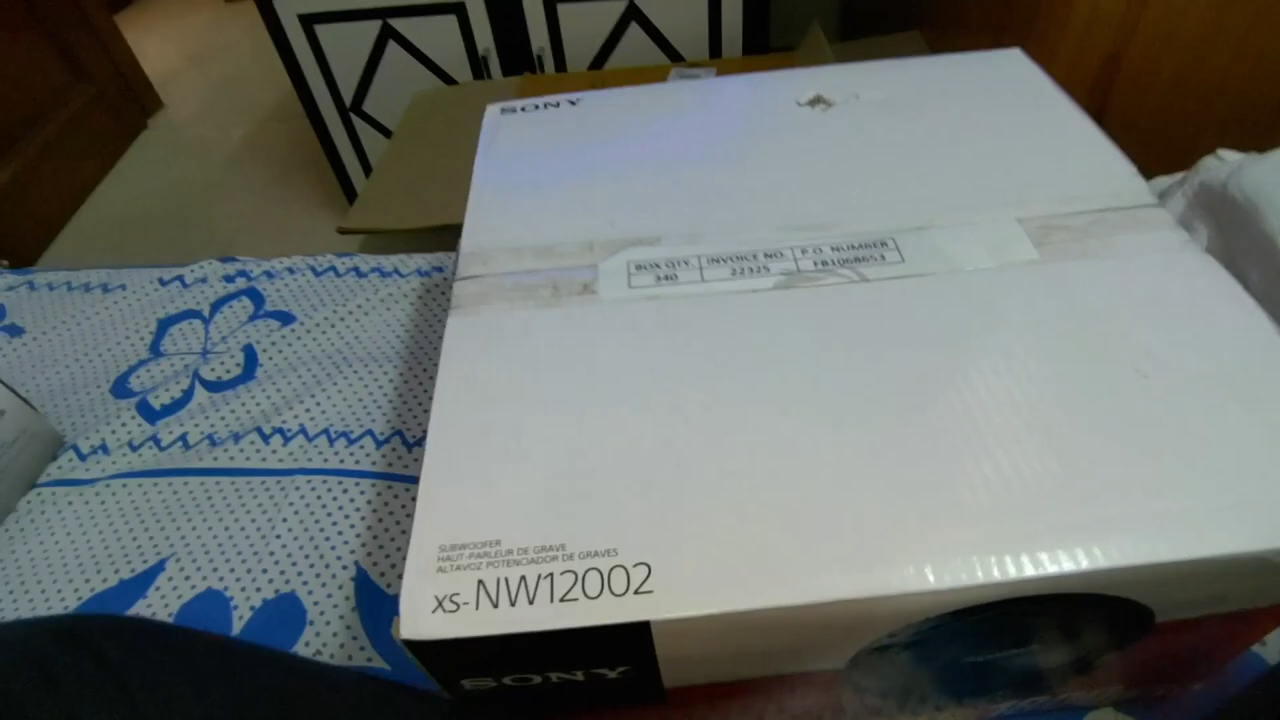 SONY
BOX QTY. INVOICE NO. P.O. NUMBER
340 22325 FB1068653
SUBWOOFER
HAUT-PARLEUR DE GRAVE
ALTAVOZ POTENCIADOR DE GRAVES
XS-NW12002
SONY